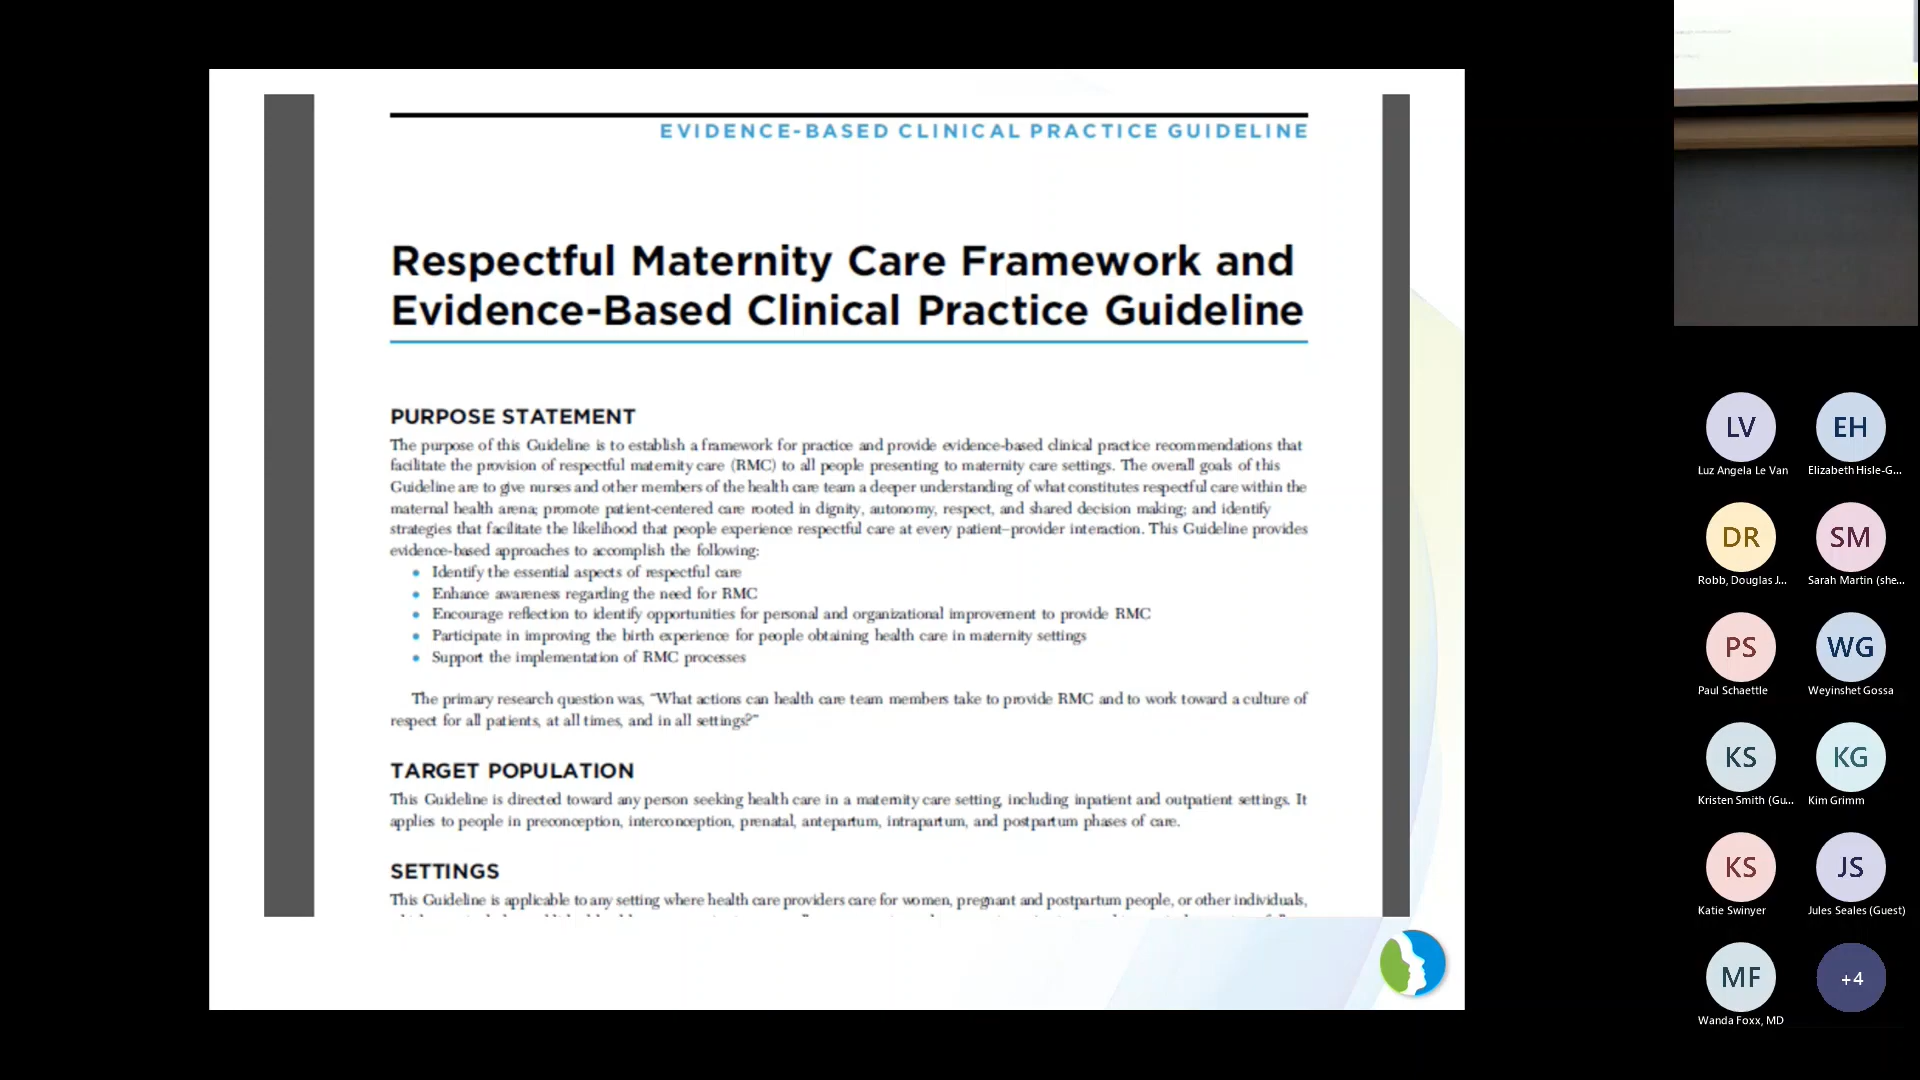 EVIDENCE-BASED CLINICAL PRACTICE GUIDELINE
Respectful Maternity Care Framework and
Evidence-Based Clinical Practice Guideline
PURPOSE STATEMENT
The purpose of this Guideline is to establish a framework for practice and provide evidence-based clinical practice recommendations that
facilitate the provision of respectful maternity care (RMC) to all people presenting to maternity care settings. The overall goals of this
Guideline are to give nurses and other members of the health care team a deeper understanding of what constitutes respectful care within the
maternal health arena; promote patient-centered care rooted in dignity, autonomy, respect, and shared decision making; and identify
strategies that facilitate the likelihood that people experience respectful care at every patient–provider interaction. This Guideline provides
evidence-based approaches to accomplish the following:
• Identify the essential aspects of respectful care
• Enhance awareness regarding the need for RMC
• Encourage reflection to identify opportunities for personal and organizational improvement to provide RMC
• Participate in improving the birth experience for people obtaining health care in maternity settings
• Support the implementation of RMC processes
The primary research question was, "What actions can health care team members take to provide RMC and to work toward a culture of
respect for all patients, at all times, and in all settings?"
TARGET POPULATION
This Guideline is directed toward any person seeking health care in a maternity care setting, including inpatient and outpatient settings. It
applies to people in preconception, interconception, prenatal, antepartum, intrapartum, and postpartum phases of care.
SETTINGS
This Guideline is applicable to any setting where health care providers care for women, pregnant and postpartum people, or other individuals,
LV
Luz Angela Le Van
EH
Elizabeth Hisle-G...
DR
Robb, Douglas J...
SM
Sarah Martin (she...
PS
Paul Schaettle
WG
Weyinshet Gossa
KS
Kristen Smith (Gu...
KG
Kim Grimm
KS
Katie Swinyer
JS
Jules Seales (Guest)
MF
Wanda Foxx, MD
+4